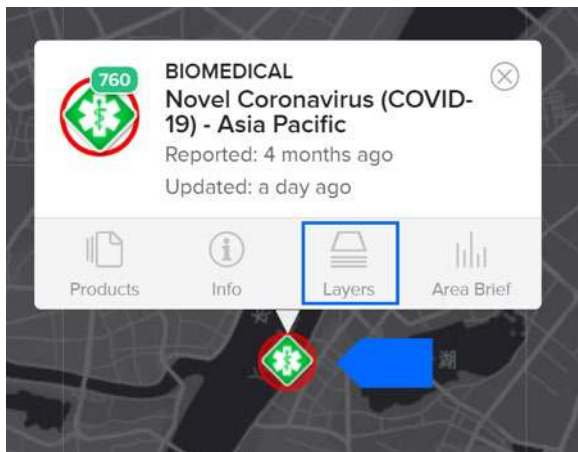 760
BIOMEDICAL
Novel Coronavirus (COVID-
19) - Asia Pacific
Reported: 4 months ago
Updated: a day ago
Products
Info
Layers
Area Brief
湖